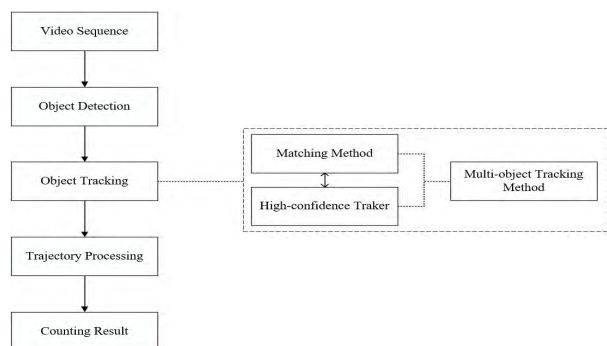 Video Sequence
Object Detection
Object Tracking
Trajectory Processing
Counting Result
Matching Method
High-confidence Traker
Multi-object Tracking
Method